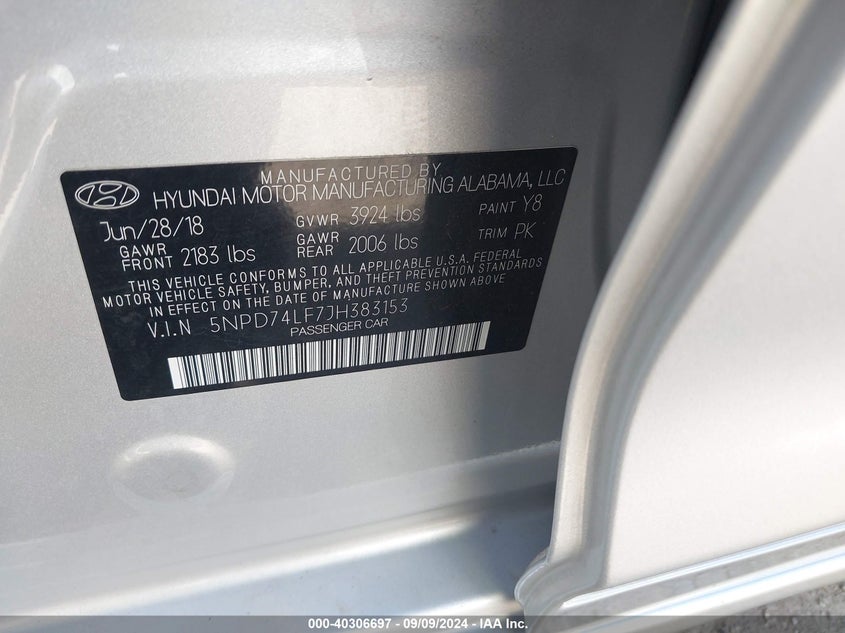 MANUFACTURED BY
HYUNDAI MOTOR MANUFACTURING ALABAMA, LLC
Jun/28/18 GVWR 3924 lbs PAINT Y8
GAWR FRONT 2183 lbs GAWR REAR 2006 lbs TRIM PK
THIS VEHICLE CONFORMS TO ALL APPLICABLE U.S.A. FEDERAL
MOTOR VEHICLE SAFETY, BUMPER, AND THEFT PREVENTION STANDARDS
IN EFFECT ON THE DATE OF MANUFACTURE SHOWN ABOVE
V.I.N 5NPD74LF7JH383153
PASSENGER CAR
000-40306697 - 09/09/2024 - IAA Inc.